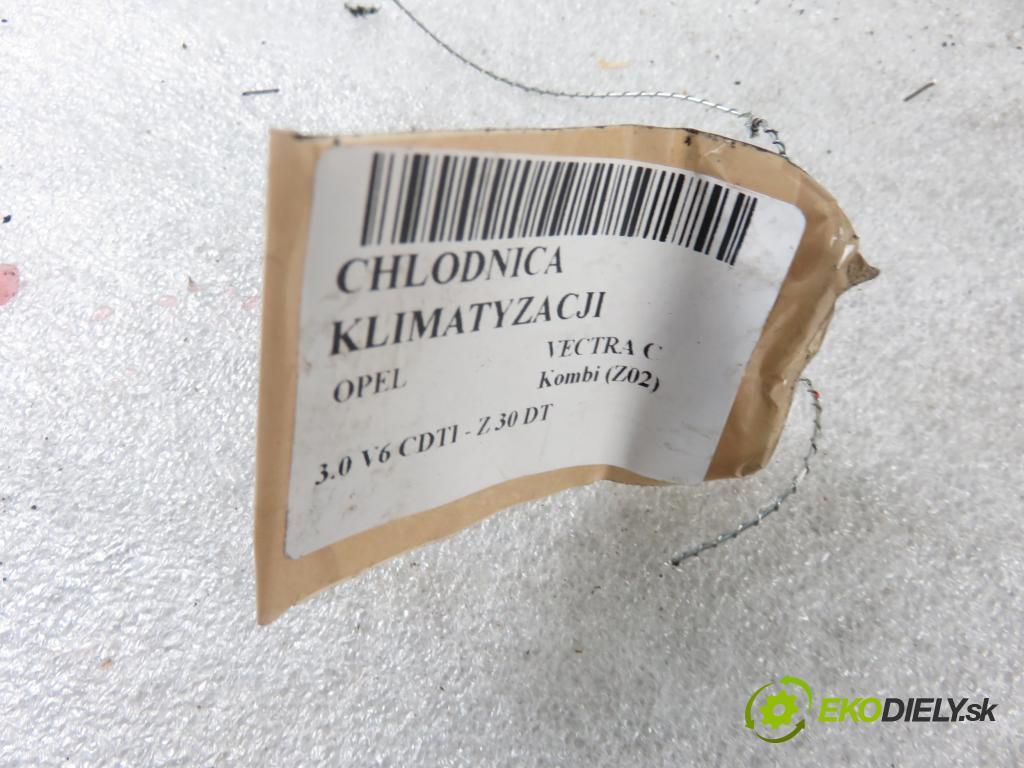 CHLODNICA
KLIMATYZACJI
OPEL VECTRA C
Kombi (Z02)
3.0 V6 CDTI - Z 30 DT
EKODIELY.sk